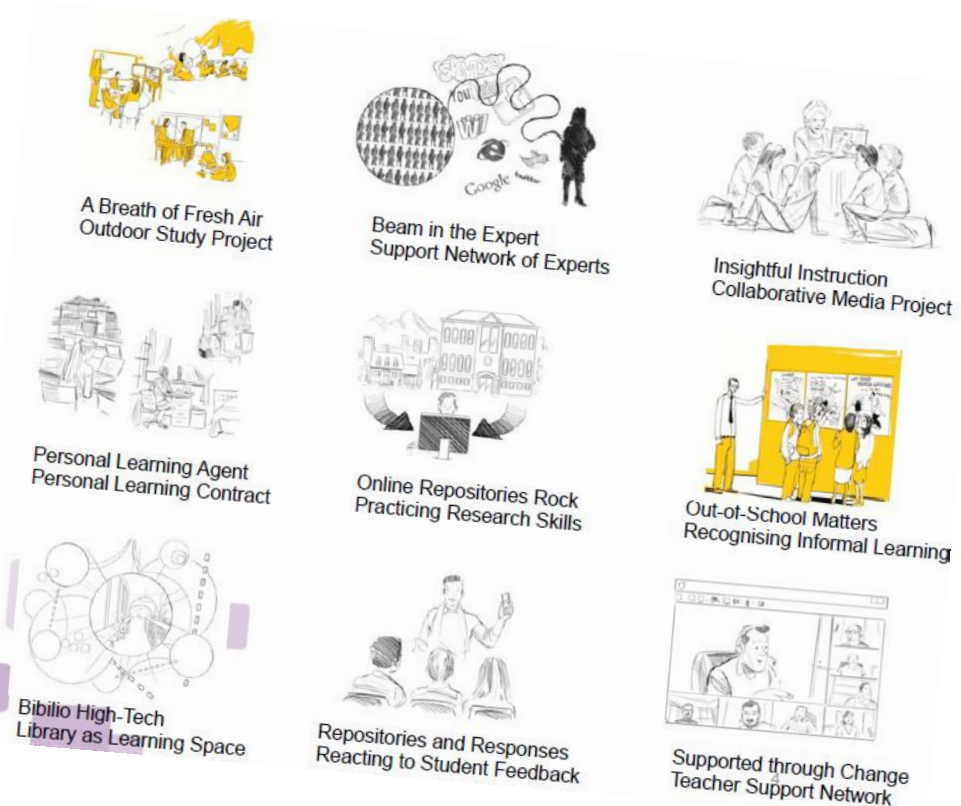 A Breath of Fresh Air
Outdoor Study Project
You
W
Google
Beam in the Expert
Support Network of Experts
Insightful Instruction
Collaborative Media Project
Personal Learning Agent
Personal Learning Contract
Online Repositories Rock
Practicing Research Skills
Out-of-School Matters
Recognising Informal Learning
Bibilio High-Tech
Library as Learning Space
Repositories and Responses
Reacting to Student Feedback
Supported through Change
Teacher Support Network
4